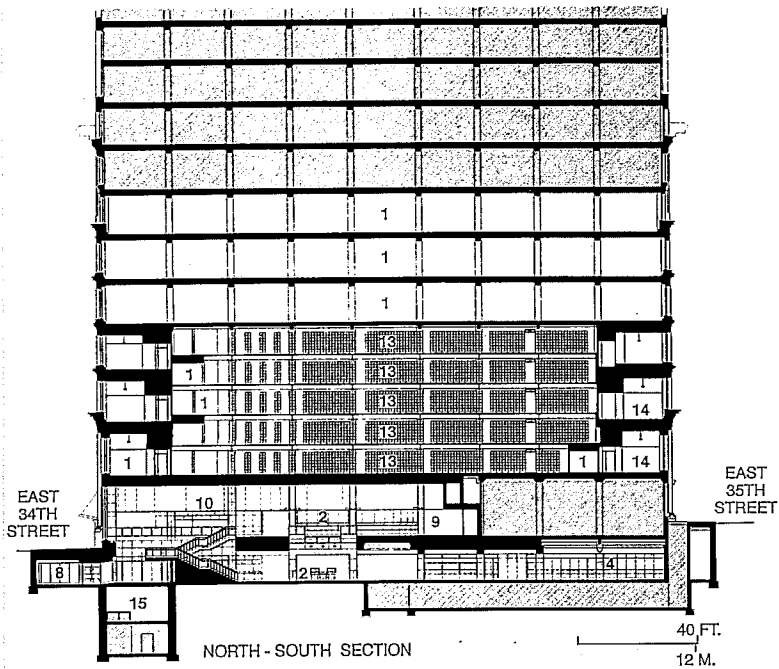 1
1
1
13
1 13
1 13
14
13
1 13 1 14
EAST
34TH
STREET
EAST
35TH
STREET
10 2 9
8 2 4
15
NORTH - SOUTH SECTION
40 FT.
12 M.